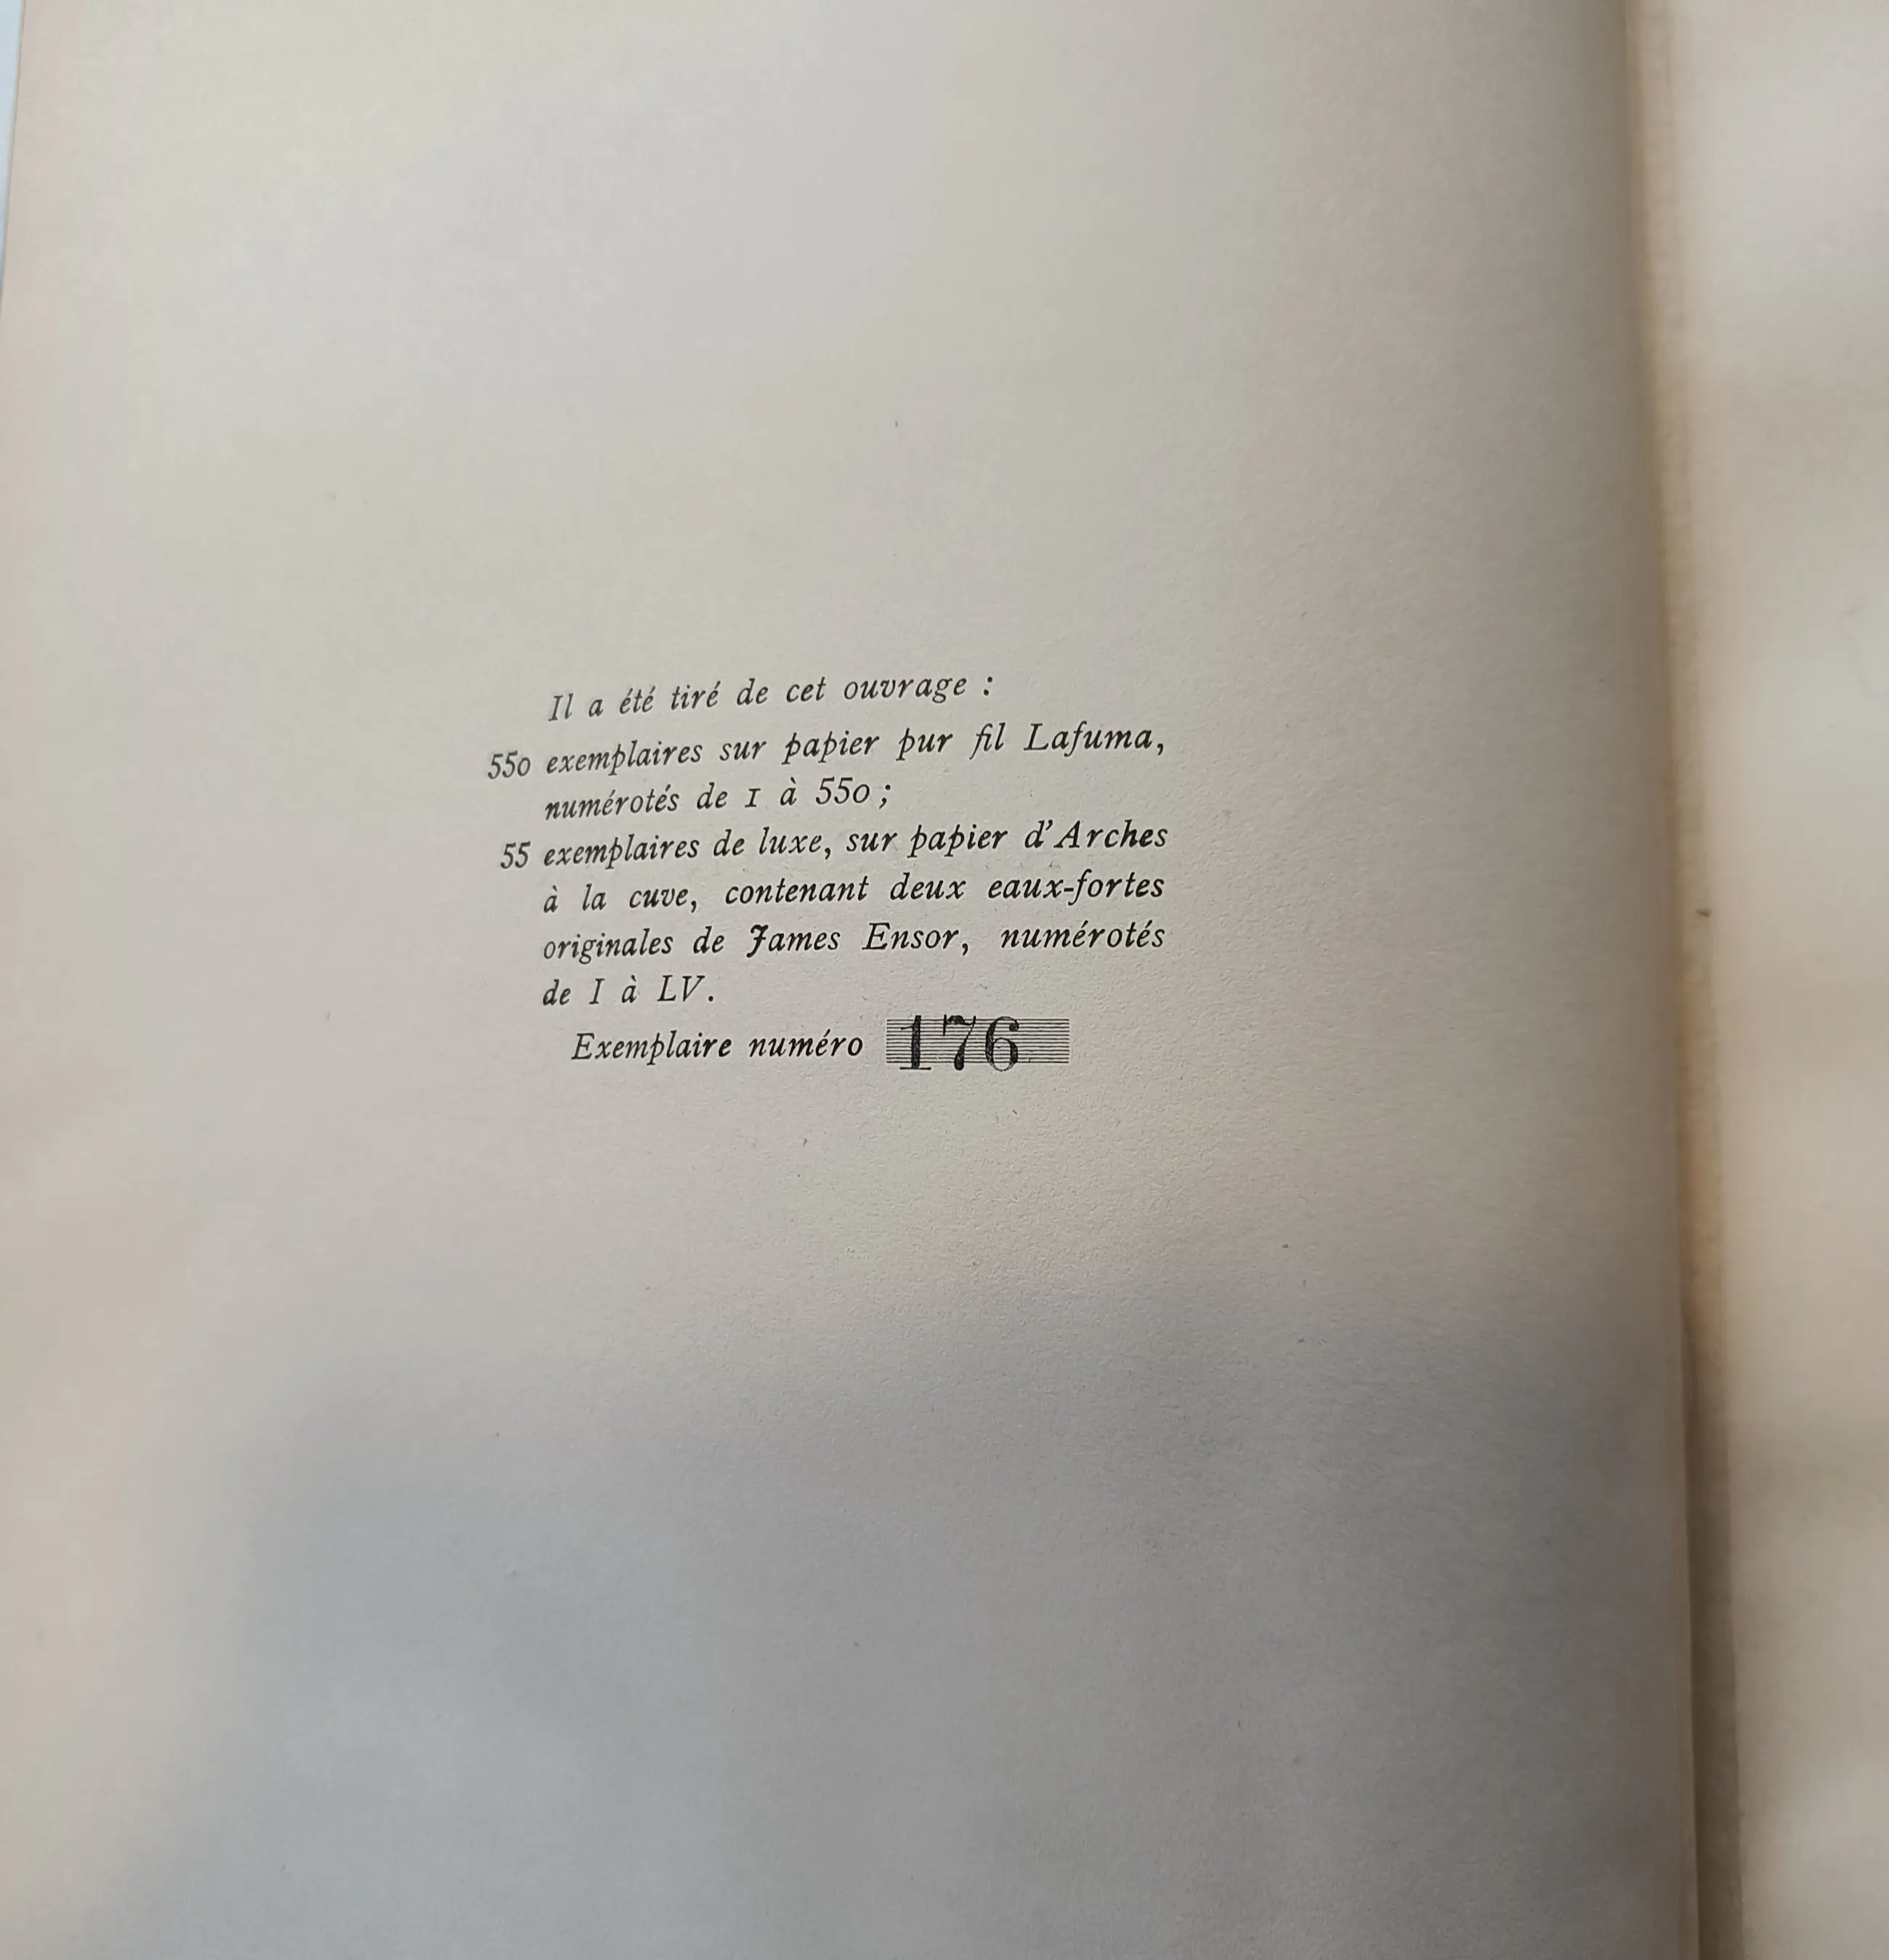 Il a été tiré de cet ouvrage :
550 exemplaires sur papier pur fil Lafuma,
numérotés de 1 à 550 ;
55 exemplaires de luxe, sur papier d'Arches
à la cuve, contenant deux eaux-fortes
originales de James Ensor, numérotés
de I à LV.
Exemplaire numéro 176